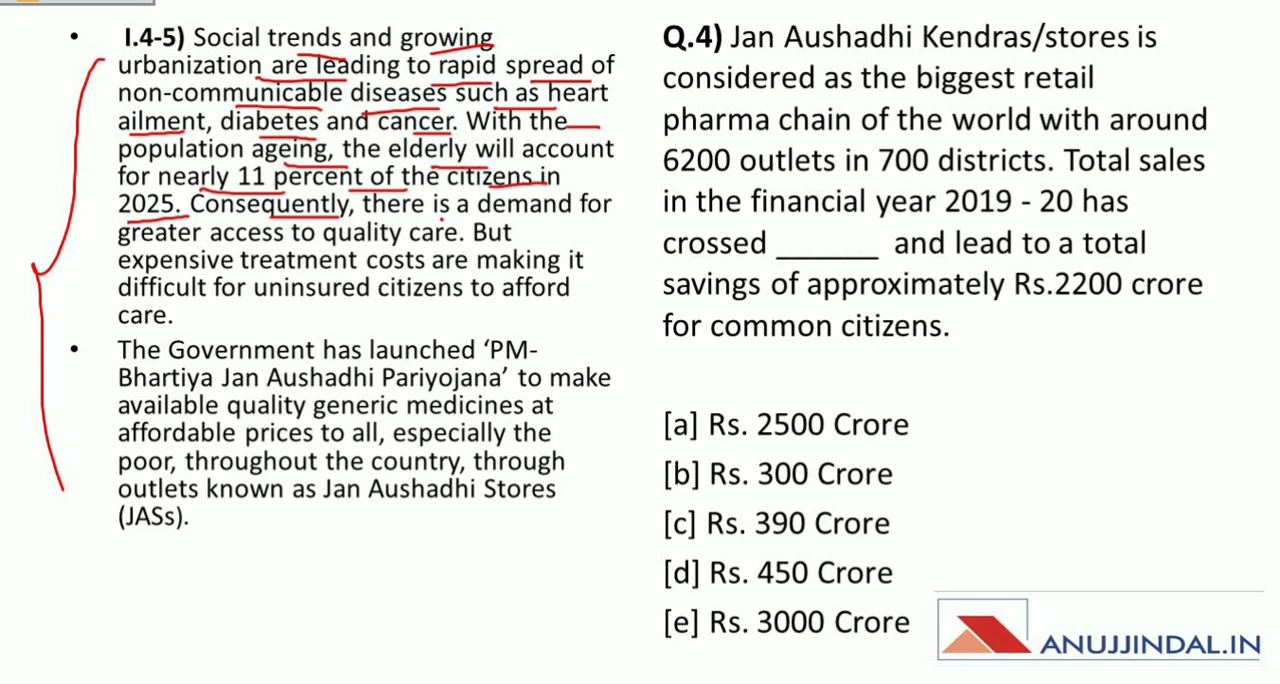 • I.4-5) Social trends and growing
urbanization are leading to rapid spread of
non-communicable diseases such as heart
ailment, diabetes and cancer. With the
population ageing, the elderly will account
for nearly 11 percent of the citizens in
2025. Consequently, there is a demand for
greater access to quality care. But
expensive treatment costs are making it
difficult for uninsured citizens to afford
care.
• The Government has launched ‘PM-
Bhartiya Jan Aushadhi Pariyojana’ to make
available quality generic medicines at
affordable prices to all, especially the
poor, throughout the country, through
outlets known as Jan Aushadhi Stores
(JASs).
Q.4) Jan Aushadhi Kendras/stores is
considered as the biggest retail
pharma chain of the world with around
6200 outlets in 700 districts. Total sales
in the financial year 2019 - 20 has
crossed _______ and lead to a total
savings of approximately Rs.2200 crore
for common citizens.
[a] Rs. 2500 Crore
[b] Rs. 300 Crore
[c] Rs. 390 Crore
[d] Rs. 450 Crore
[e] Rs. 3000 Crore
ANUJJINDAL.IN